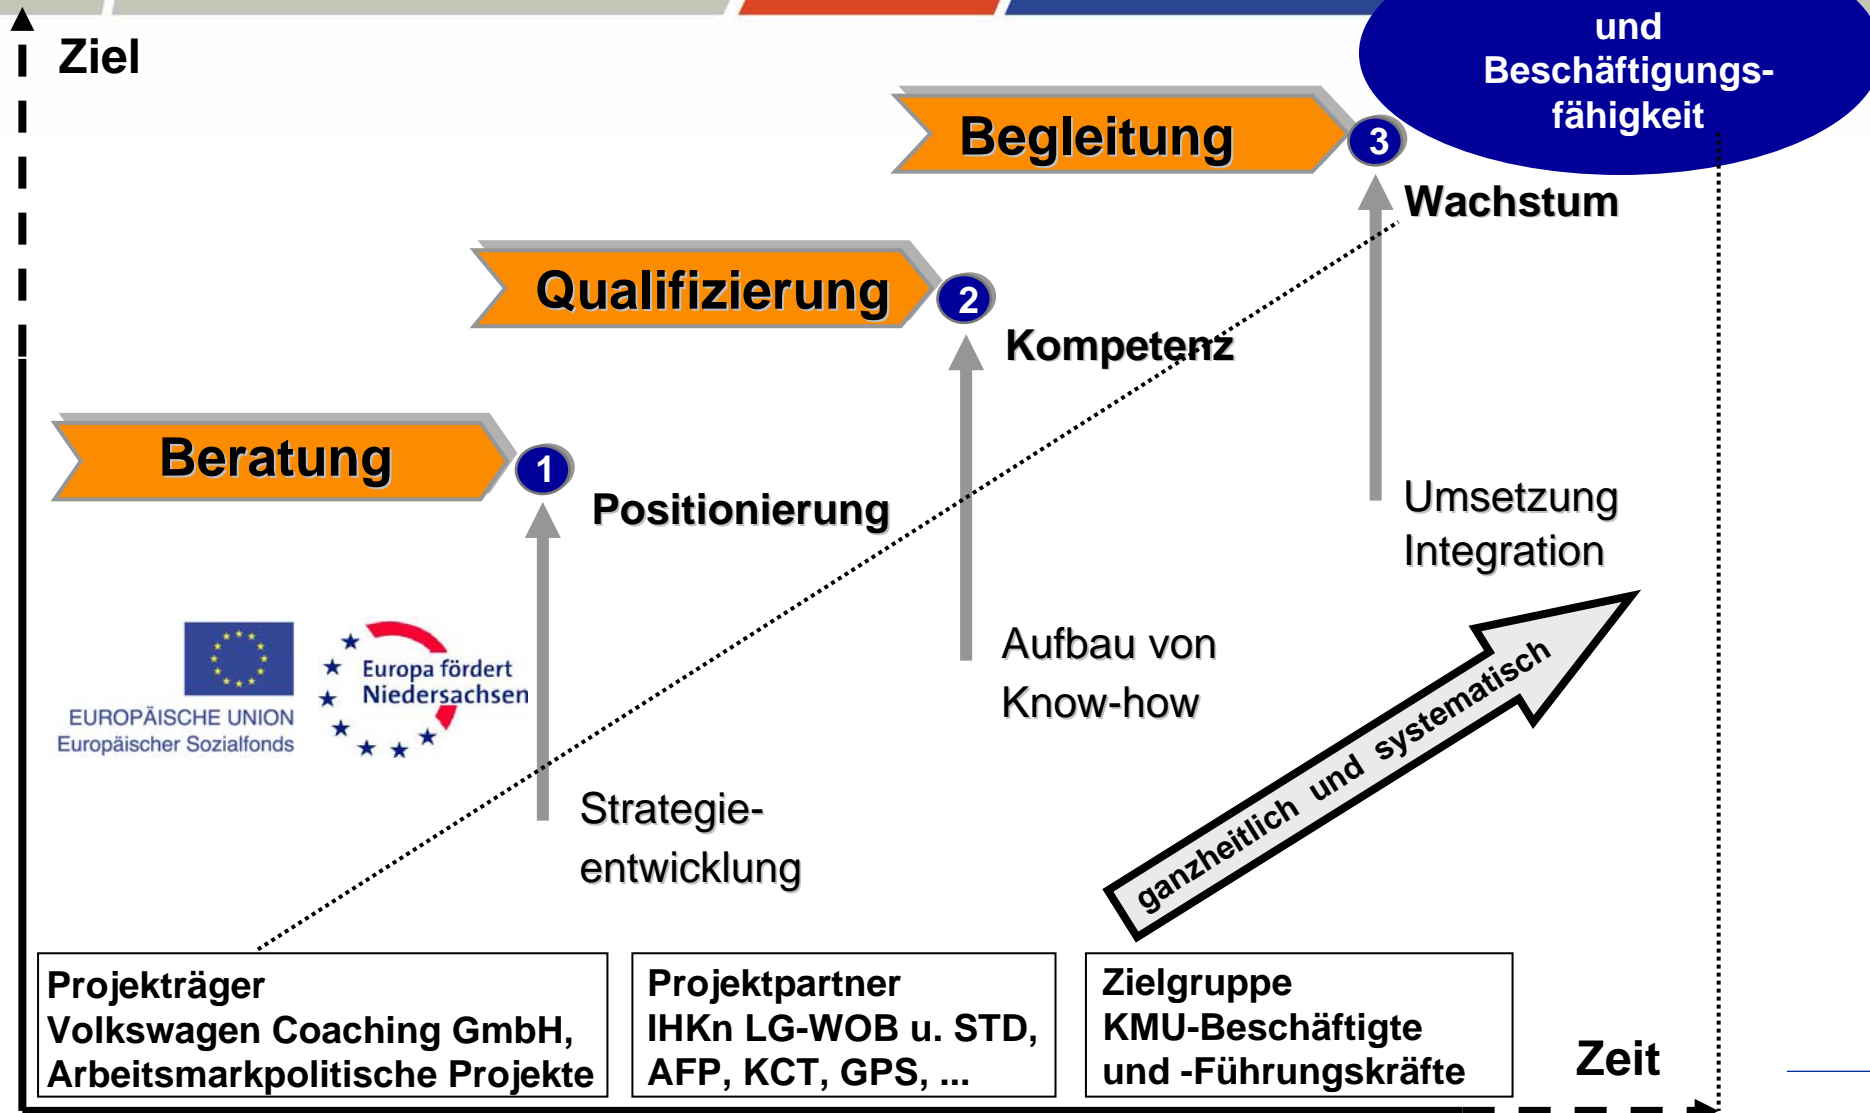 Ziel
und
Beschäftigungs-
fähigkeit
Begleitung
3
Wachstum
Qualifizierung
2
Kompetenz
Beratung
1
Positionierung
Umsetzung
Integration
Aufbau von
Know-how
Strategie-
entwicklung
EUROPÄISCHE UNION
Europäischer Sozialfonds
Europa fördert
Niedersachsen
ganzheitlich und systematisch
Projekträger
Volkswagen Coaching GmbH,
Arbeitsmarkpolitische Projekte
Projektpartner
IHKn LG-WOB u. STD,
AFP, KCT, GPS, ...
Zielgruppe
KMU-Beschäftigte
und -Führungskräfte
Zeit